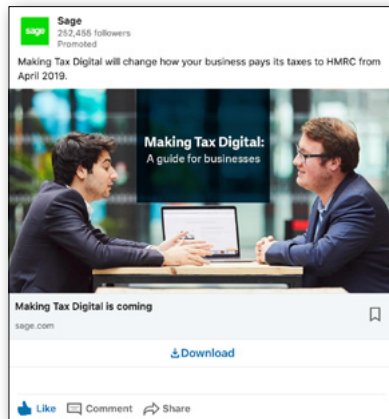 sage
Sage
252,455 followers
Promoted
Making Tax Digital will change how your business pays its taxes to HMRC from
April 2019.
Making Tax Digital:
A guide for businesses
Making Tax Digital is coming
sage.com
Download
Like Comment Share